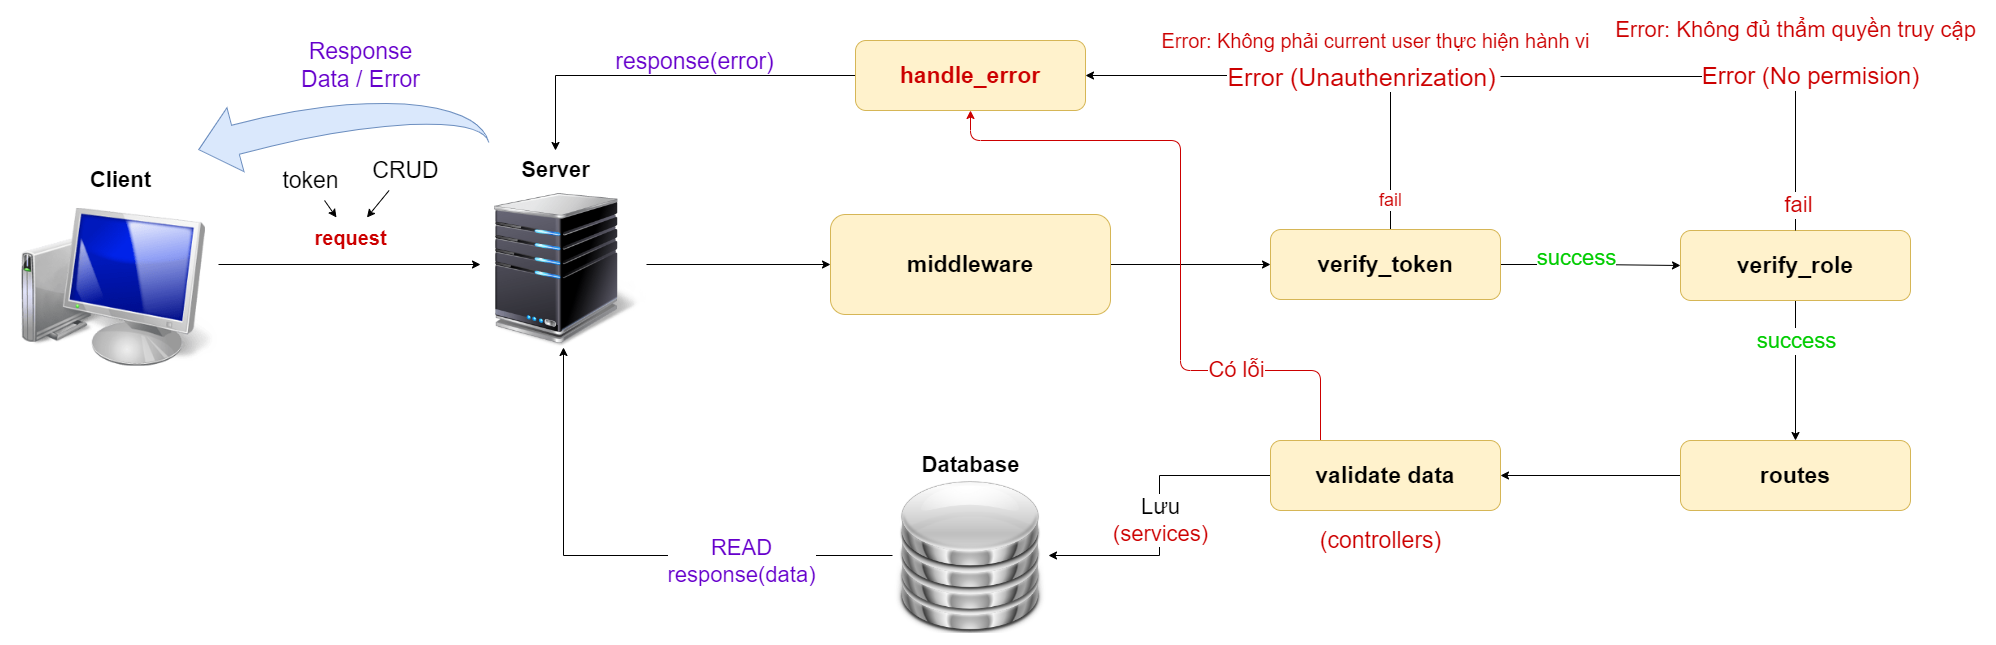 Error: Không đủ thẩm quyền truy cập
Error: Không phải current user thực hiện hành vi
Response
Data / Error
response(error)
handle_error
Error (Unauthenrization)
Error (No permision)
Client
token
CRUD
request
Server
fail
fail
middleware
verify_token
success
verify_role
success
Có lỗi
Database
validate data
routes
Lưu
(services)
(controllers)
READ
response(data)